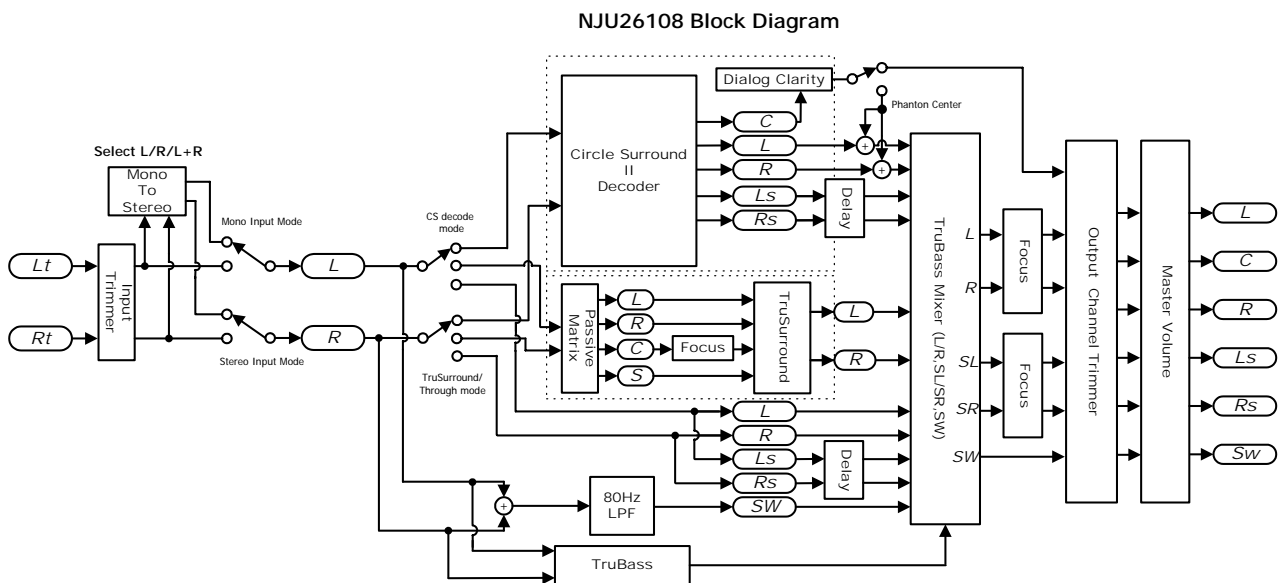 NJU26108 Block Diagram
Select L/R/L+R
Mono
To
Stereo
Mono Input Mode
Stereo Input Mode
Lt
Rt
Input
Trimmer
L
R
CS decode
mode
TruSurround/
Through mode
Circle Surround
II
Decoder
Dialog Clarity
Phanton Center
C
L
R
Ls
Rs
Delay
+
+
Passive
Matrix
L
R
C
S
Focus
TruSurround
L
R
L
R
Ls
Rs
SW
Delay
+
80Hz
LPF
TruBass
TruBass Mixer (L/R,SL/SR,SW)
L
R
SL
SR
SW
Focus
Focus
Output Channel Trimmer
Master Volume
L
C
R
Ls
Rs
Sw